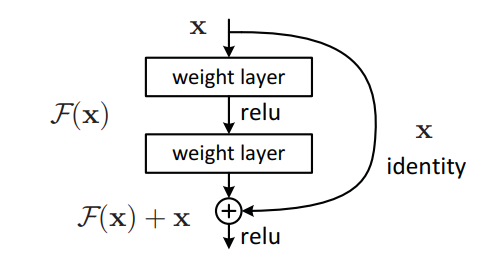 x
weight layer
relu
F(x)
weight layer
x
identity
F(x) + x
relu